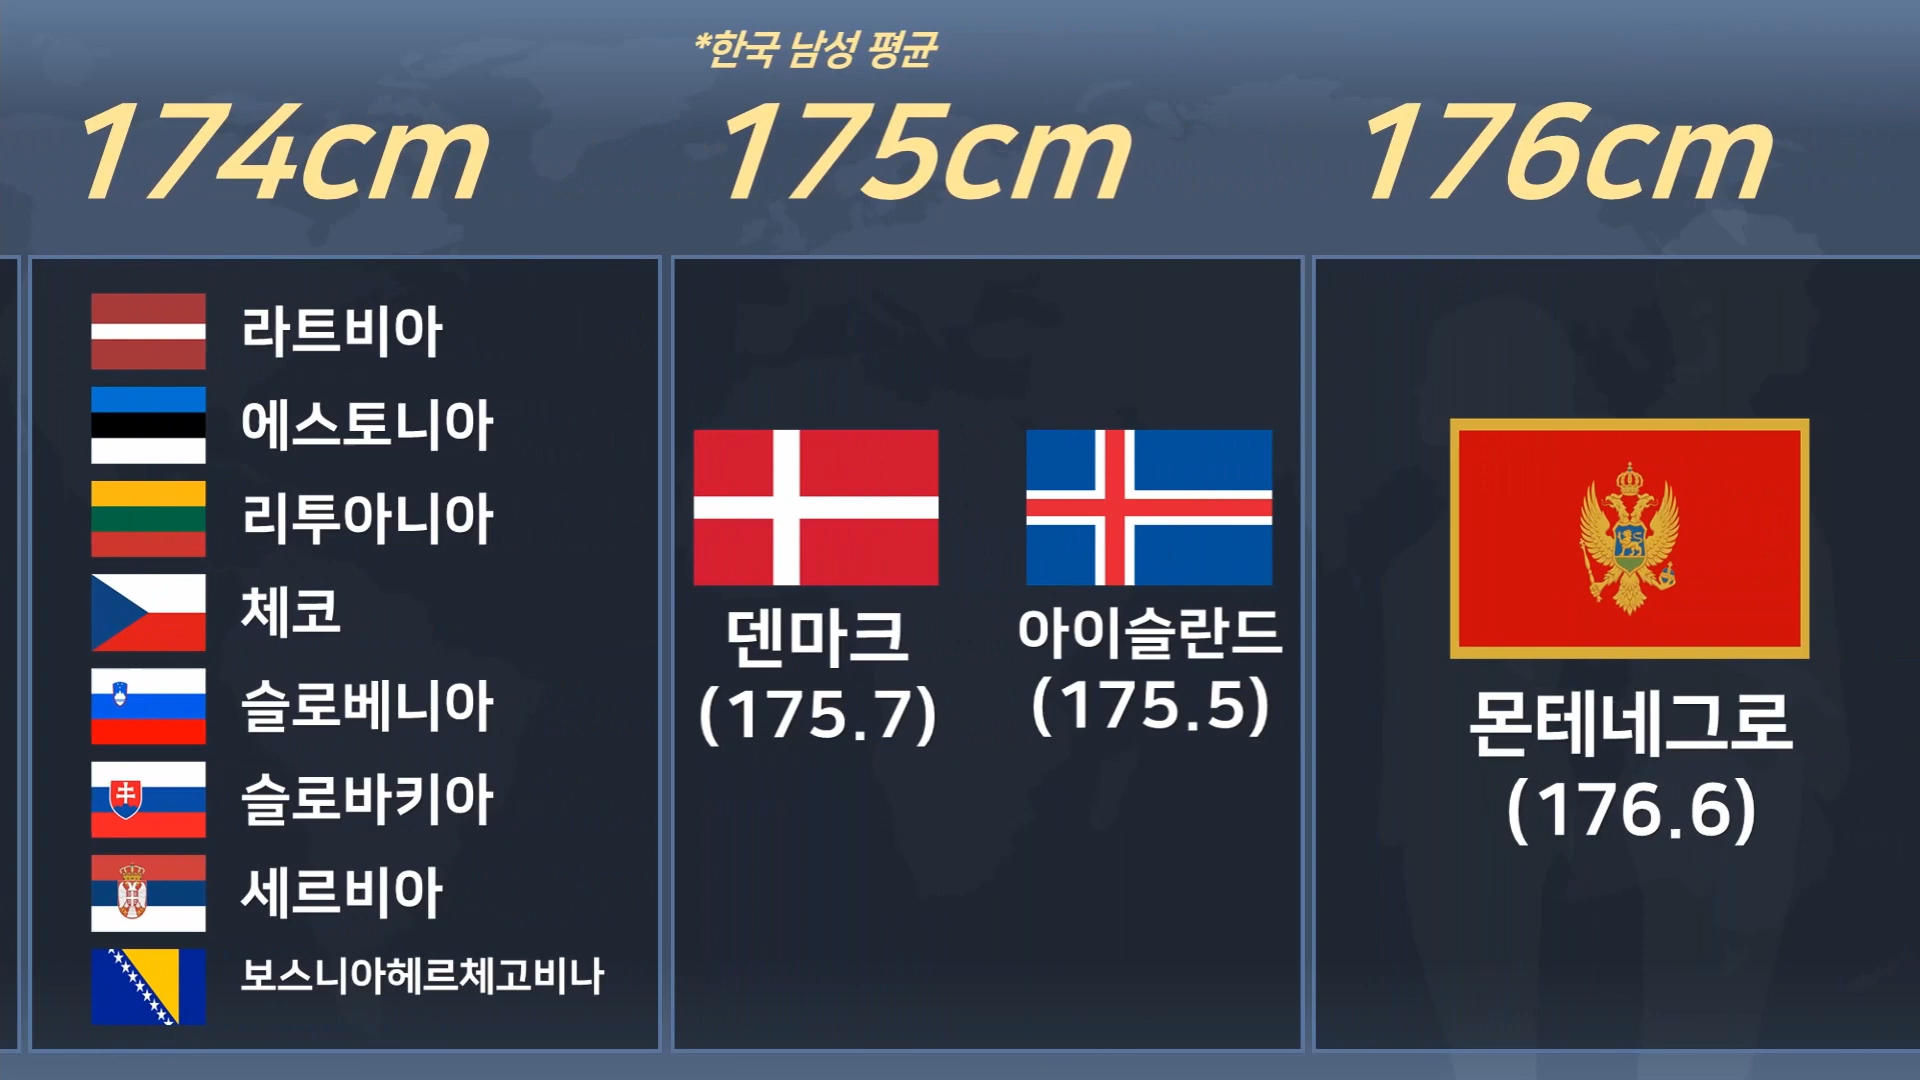 174cm
라트비아
에스토니아
리투아니아
체코
슬로베니아
슬로바키아
세르비아
보스니아헤르체고비나
*한국 남성 평균
175cm
덴마크
(175.7)
아이슬란드
(175.5)
176cm
몬테네그로
(176.6)